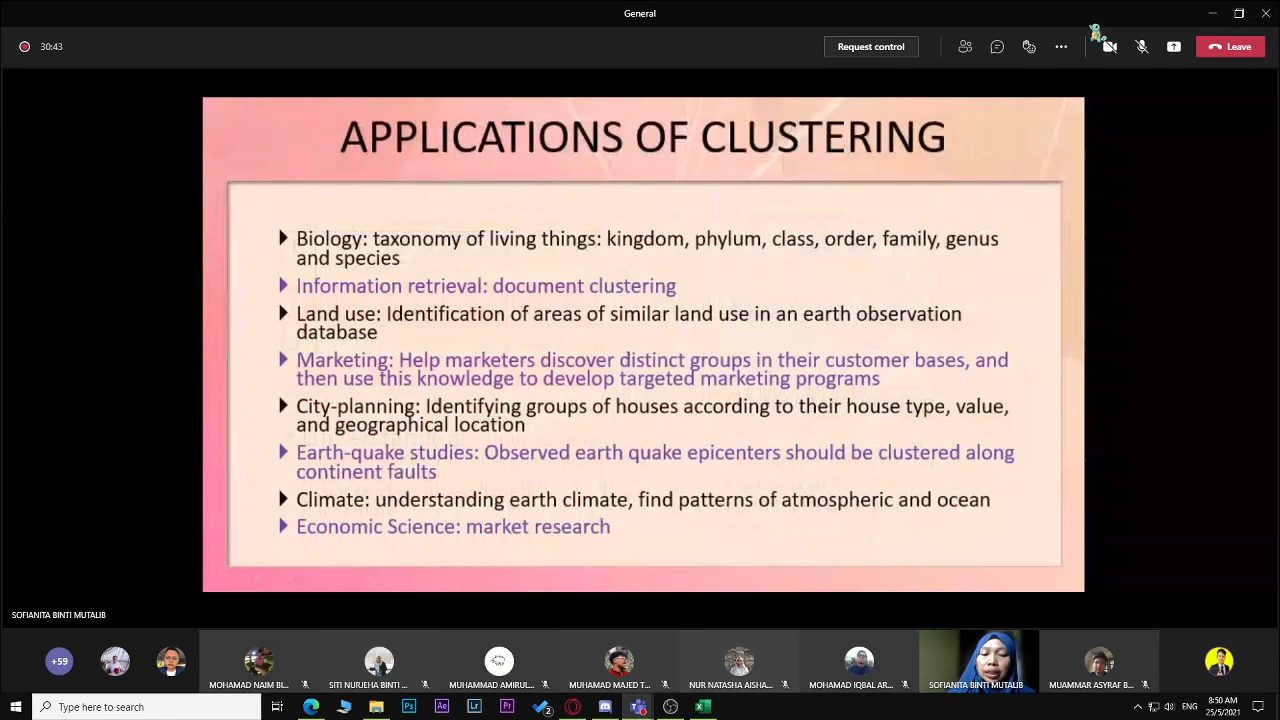 General
30:43
Request control
Leave
APPLICATIONS OF CLUSTERING
Biology: taxonomy of living things: kingdom, phylum, class, order, family, genus
and species
Information retrieval: document clustering
Land use: Identification of areas of similar land use in an earth observation
database
Marketing: Help marketers discover distinct groups in their customer bases, and
then use this knowledge to develop targeted marketing programs
City-planning: Identifying groups of houses according to their house type, value,
and geographical location
Earth-quake studies: Observed earth quake epicenters should be clustered along
continent faults
Climate: understanding earth climate, find patterns of atmospheric and ocean
Economic Science: market research
SOFIANITA BINTI MUTALIB
+59
MOHAMAD NAIM BI... SITI NURJEHA BINTI ... MUHAMMAD AMIRUL... MUHAMAD MAJED T... NUR NATASHA AISHA... MOHAMAD IQBAL AR... SOFIANITA BINTI MUTALIB MUAMMAR ASYRAF B...
Type here to search
Ps Ae Lr Pr 2 ENG
8:50 AM
25/5/2021